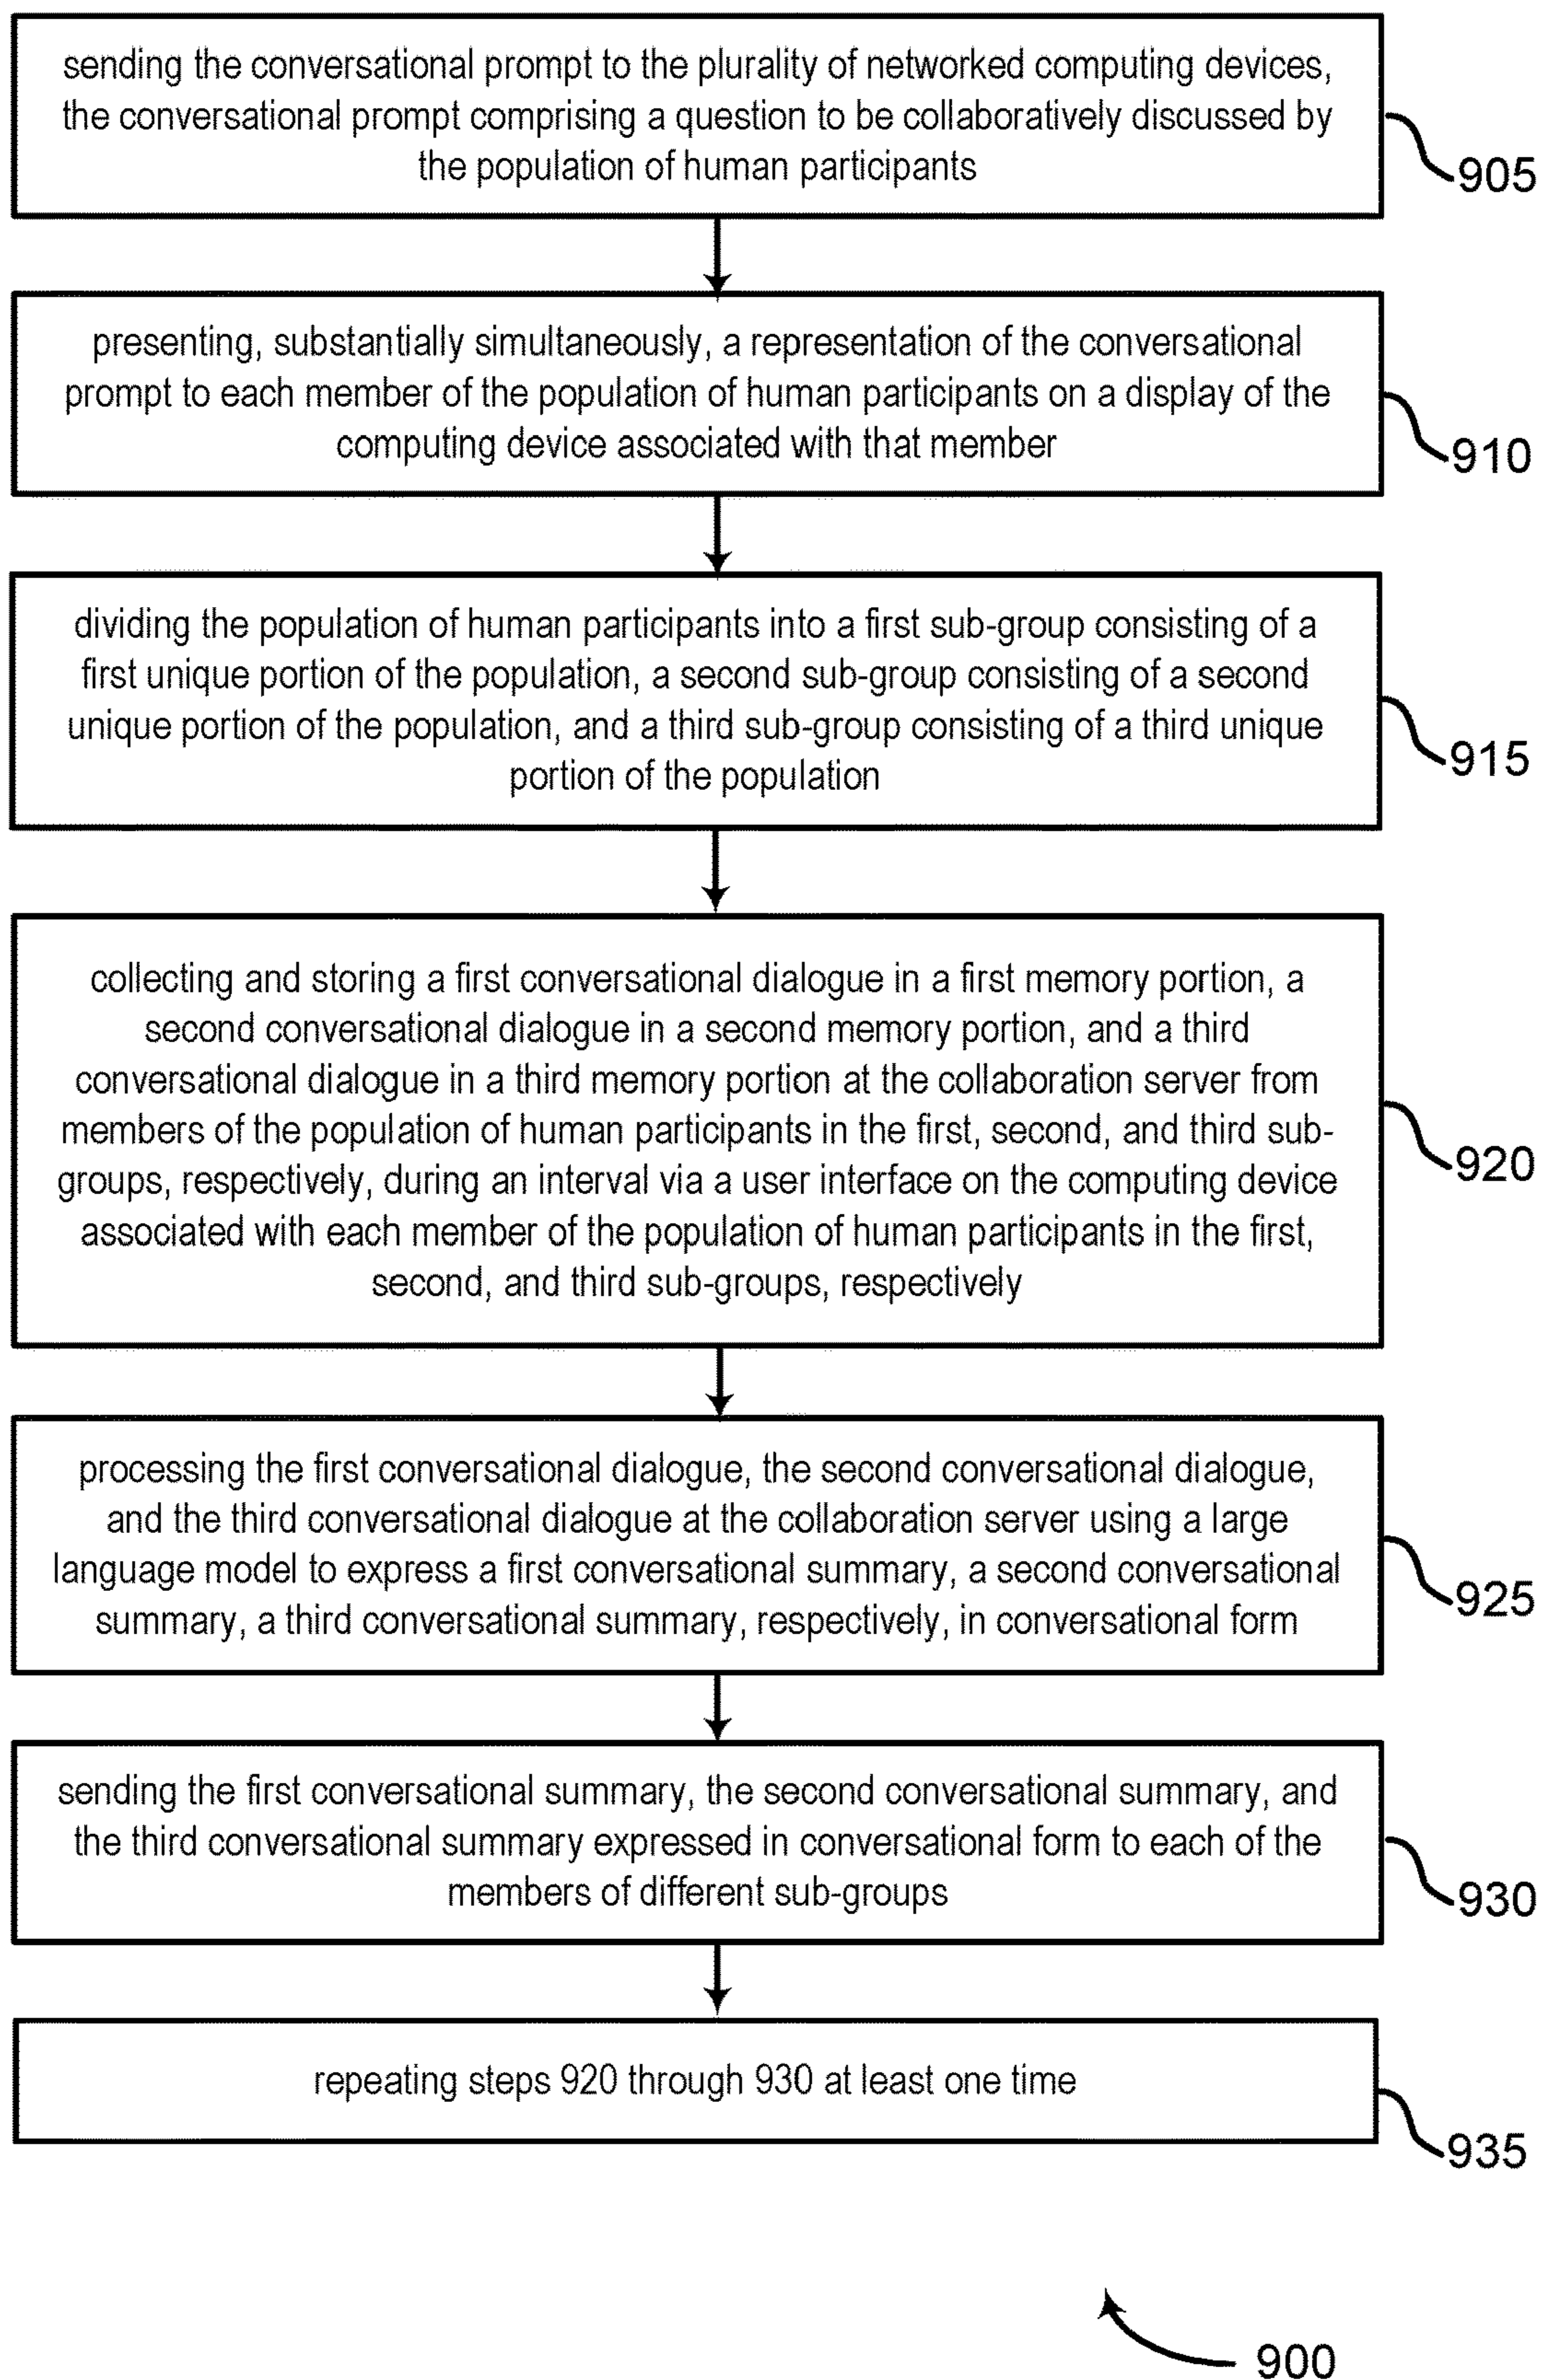 sending the conversational prompt to the plurality of networked computing devices,
the conversational prompt comprising a question to be collaboratively discussed by
the population of human participants
905
presenting, substantially simultaneously, a representation of the conversational
prompt to each member of the population of human participants on a display of the
computing device associated with that member
910
dividing the population of human participants into a first sub-group consisting of a
first unique portion of the population, a second sub-group consisting of a second
unique portion of the population, and a third sub-group consisting of a third unique
portion of the population
915
collecting and storing a first conversational dialogue in a first memory portion, a
second conversational dialogue in a second memory portion, and a third
conversational dialogue in a third memory portion at the collaboration server from
members of the population of human participants in the first, second, and third sub-
groups, respectively, during an interval via a user interface on the computing device
associated with each member of the population of human participants in the first,
second, and third sub-groups, respectively
920
processing the first conversational dialogue, the second conversational dialogue,
and the third conversational dialogue at the collaboration server using a large
language model to express a first conversational summary, a second conversational
summary, a third conversational summary, respectively, in conversational form
925
sending the first conversational summary, the second conversational summary, and
the third conversational summary expressed in conversational form to each of the
members of different sub-groups
930
repeating steps 920 through 930 at least one time
935
900